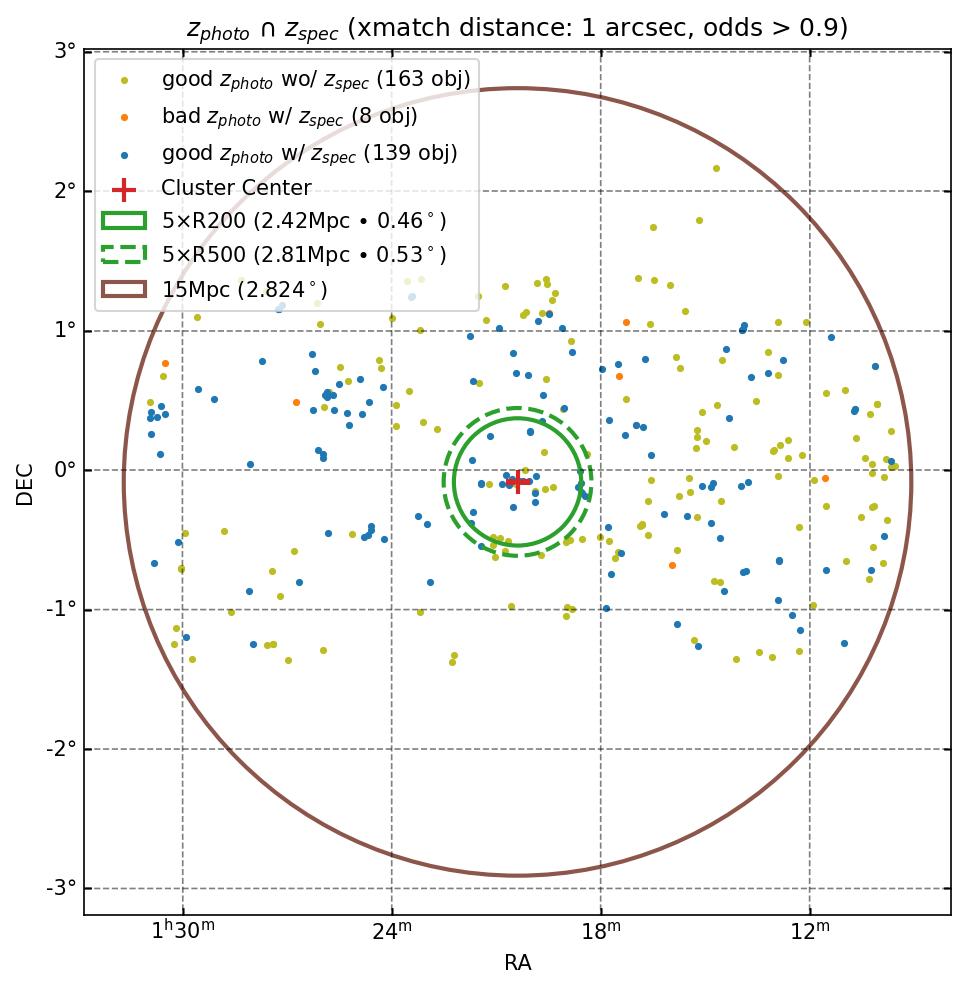 z_photo ∩ z_spec (xmatch distance: 1 arcsec, odds > 0.9)
good z_photo wo/ z_spec (163 obj)
bad z_photo w/ z_spec (8 obj)
good z_photo w/ z_spec (139 obj)
Cluster Center
5×R200 (2.42Mpc • 0.46°)
5×R500 (2.81Mpc • 0.53°)
15Mpc (2.824°)
3°
2°
1°
0°
-1°
-2°
-3°
DEC
1ʰ30ᵐ 24ᵐ 18ᵐ 12ᵐ
RA